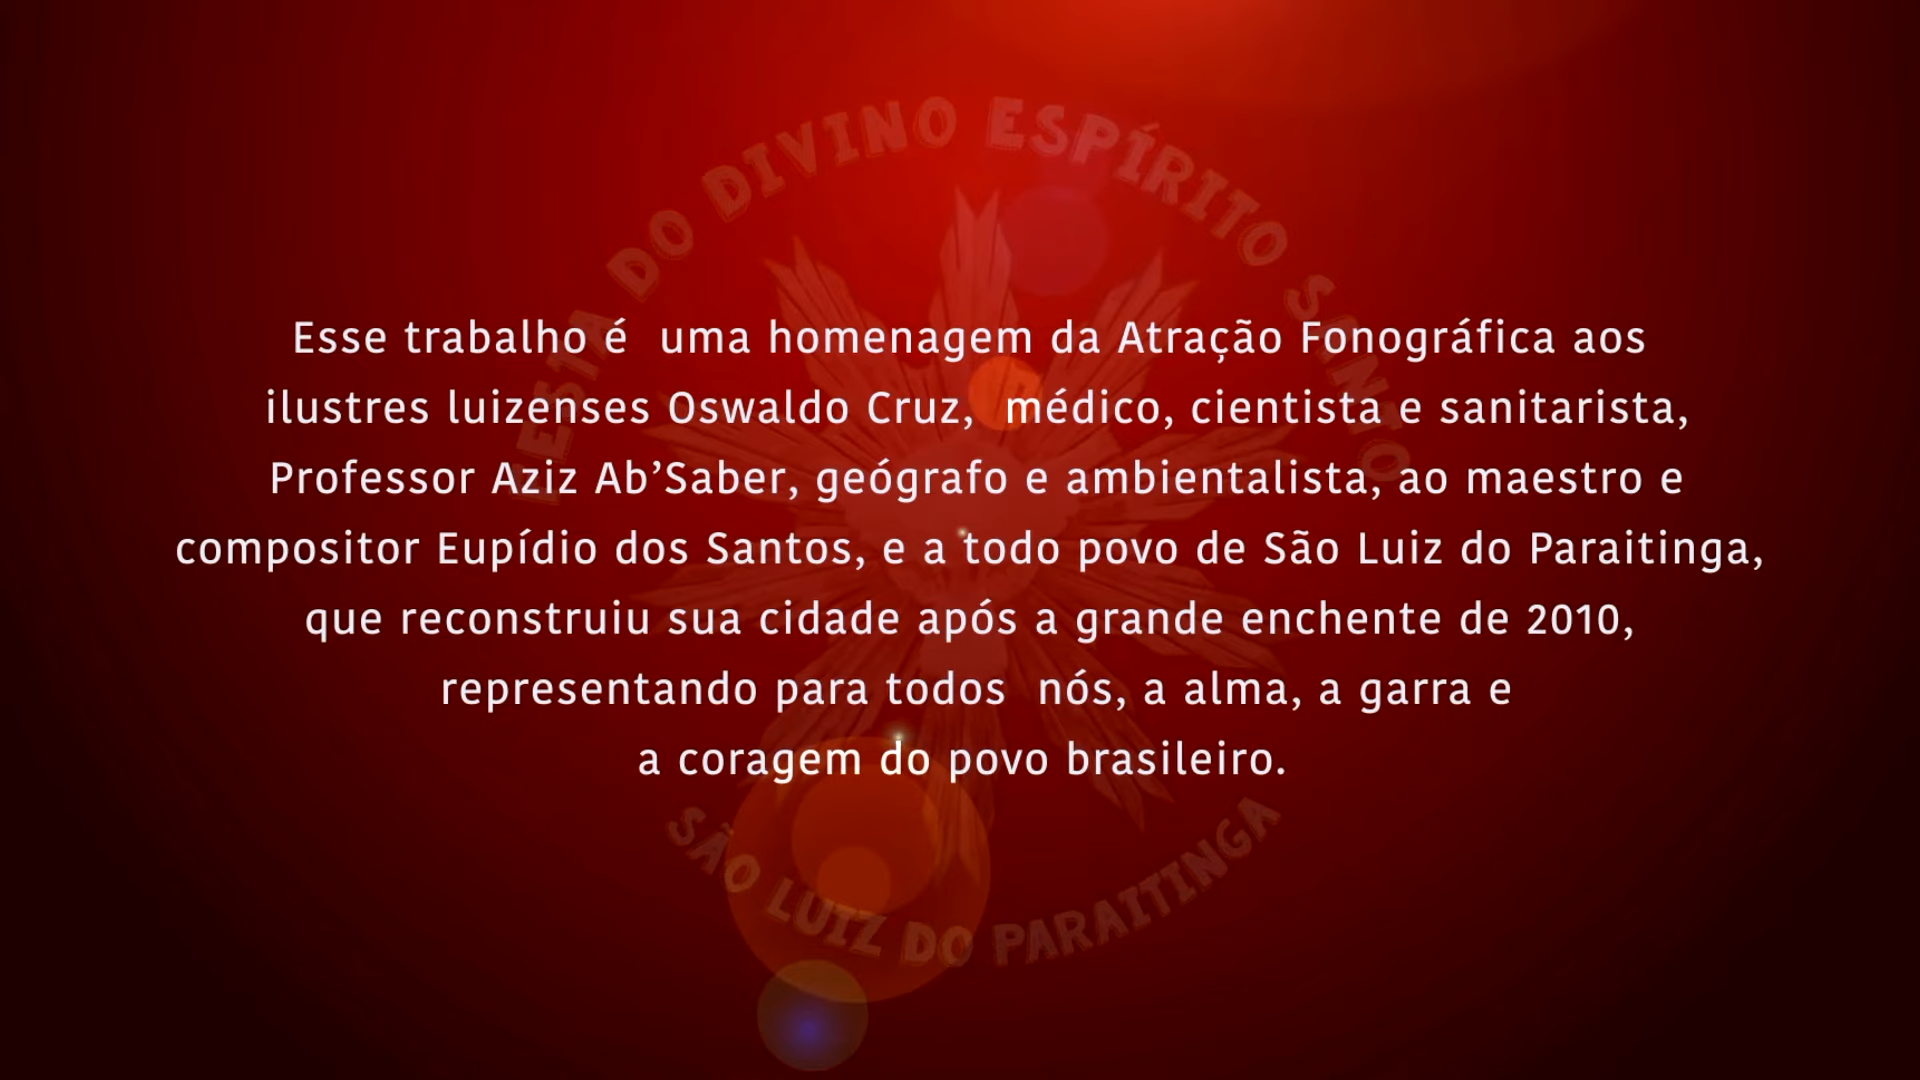 FESTA DO DIVINO ESPÍRITO SANTO
Esse trabalho é uma homenagem da Atração Fonográfica aos
ilustres luizenses Oswaldo Cruz, médico, cientista e sanitarista,
Professor Aziz Ab’Saber, geógrafo e ambientalista, ao maestro e
compositor Eupídio dos Santos, e a todo povo de São Luiz do Paraitinga,
que reconstruiu sua cidade após a grande enchente de 2010,
representando para todos nós, a alma, a garra e
a coragem do povo brasileiro.
SÃO LUIZ DO PARAITINGA